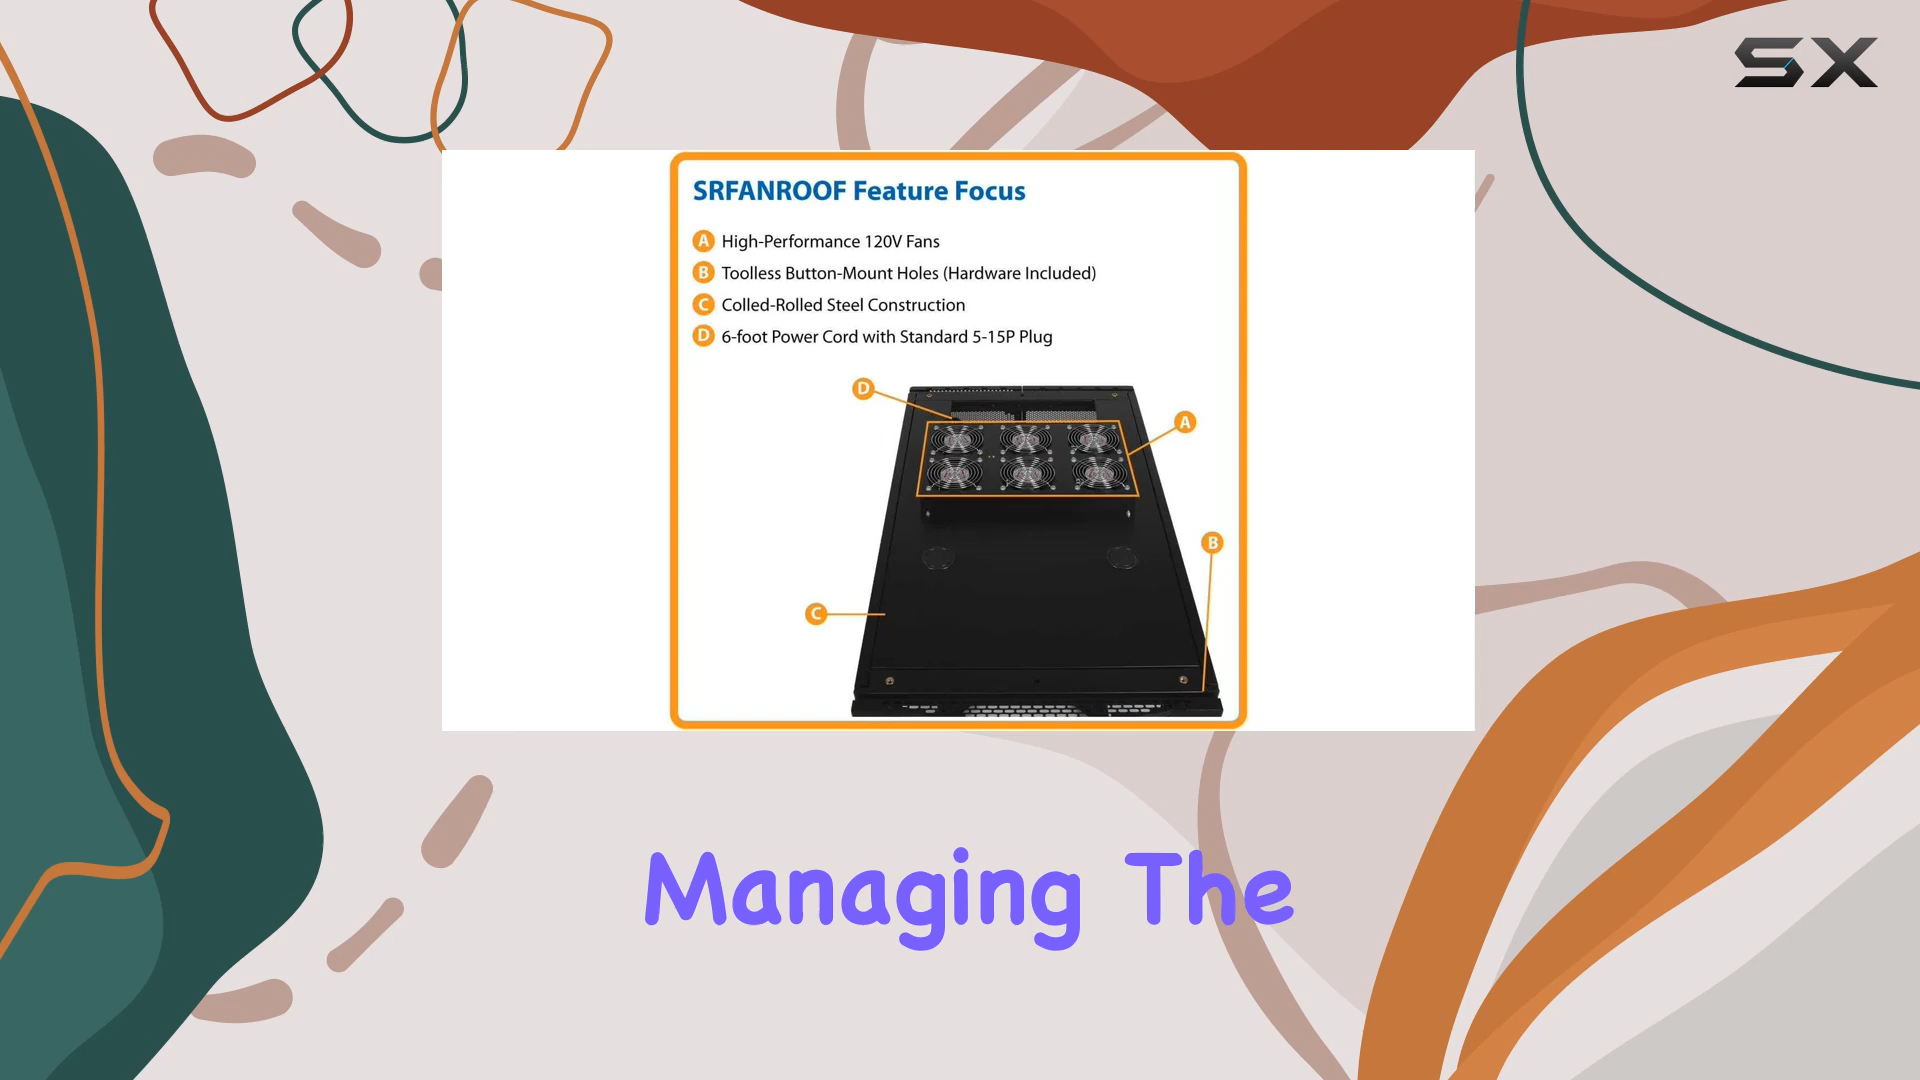 SX
SRFANROOF Feature Focus
A High-Performance 120V Fans
B Toolless Button-Mount Holes (Hardware Included)
C Colled-Rolled Steel Construction
D 6-foot Power Cord with Standard 5-15P Plug
D
A
B
C
Managing The